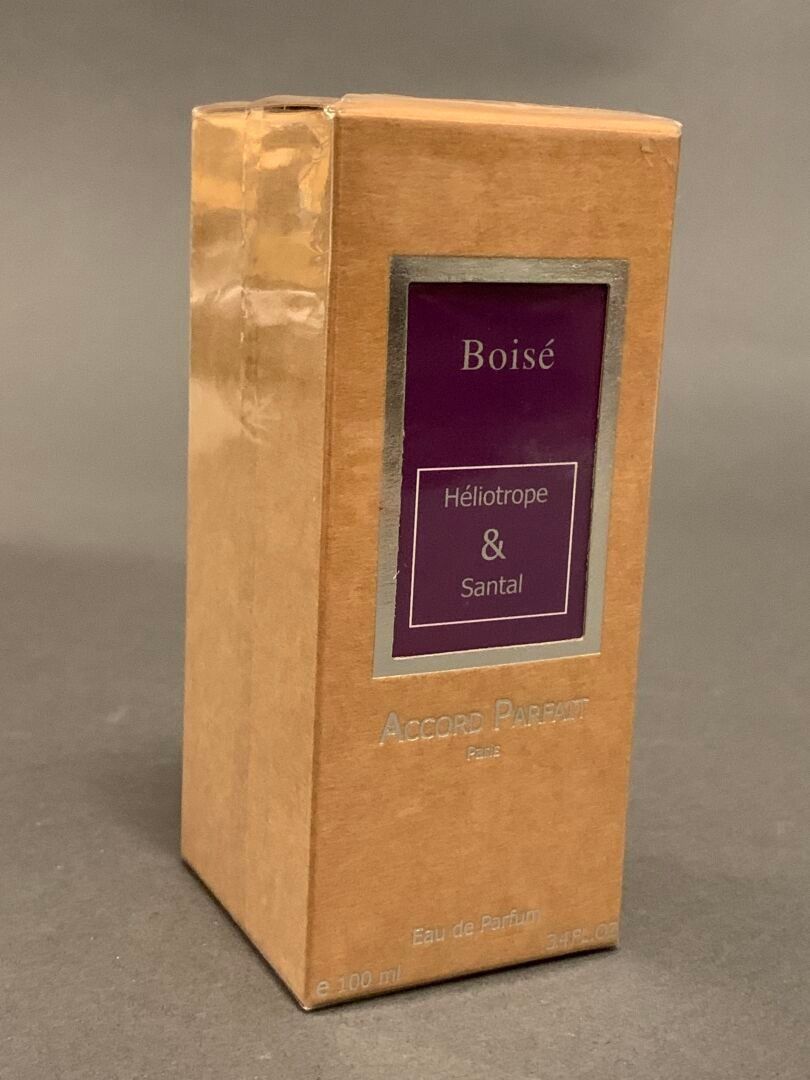 Boisé
Héliotrope
&
Santal
ACCORD PARFAIT
Paris
Eau de Parfum
e 100 ml
3.4 FL.OZ